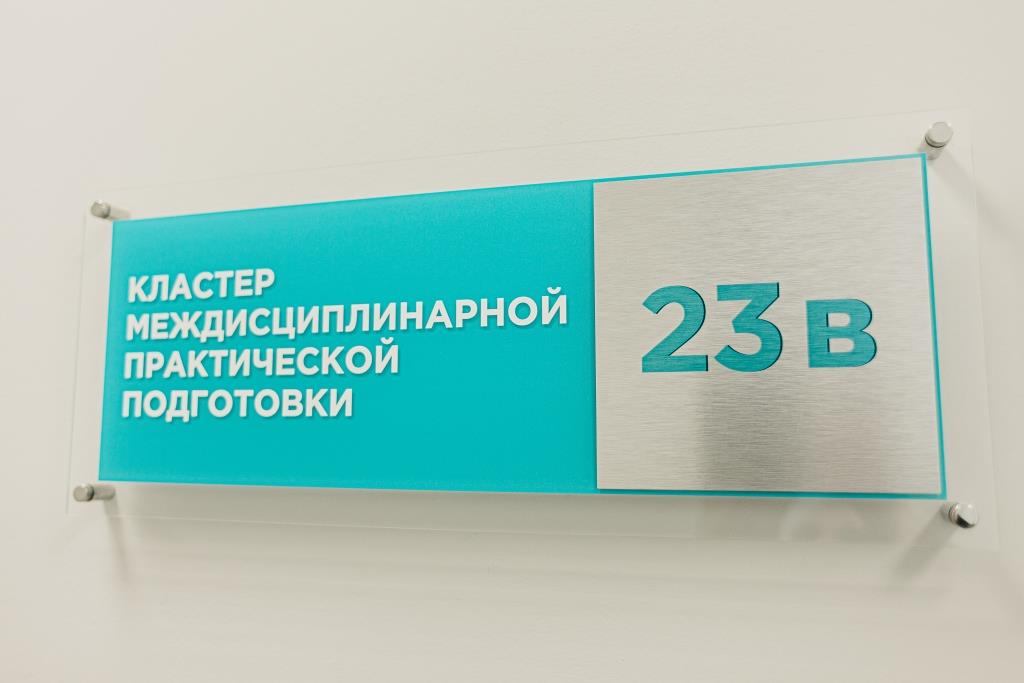 КЛАСТЕР
МЕЖДИСЦИПЛИНАРНОЙ
ПРАКТИЧЕСКОЙ
ПОДГОТОВКИ
23 В